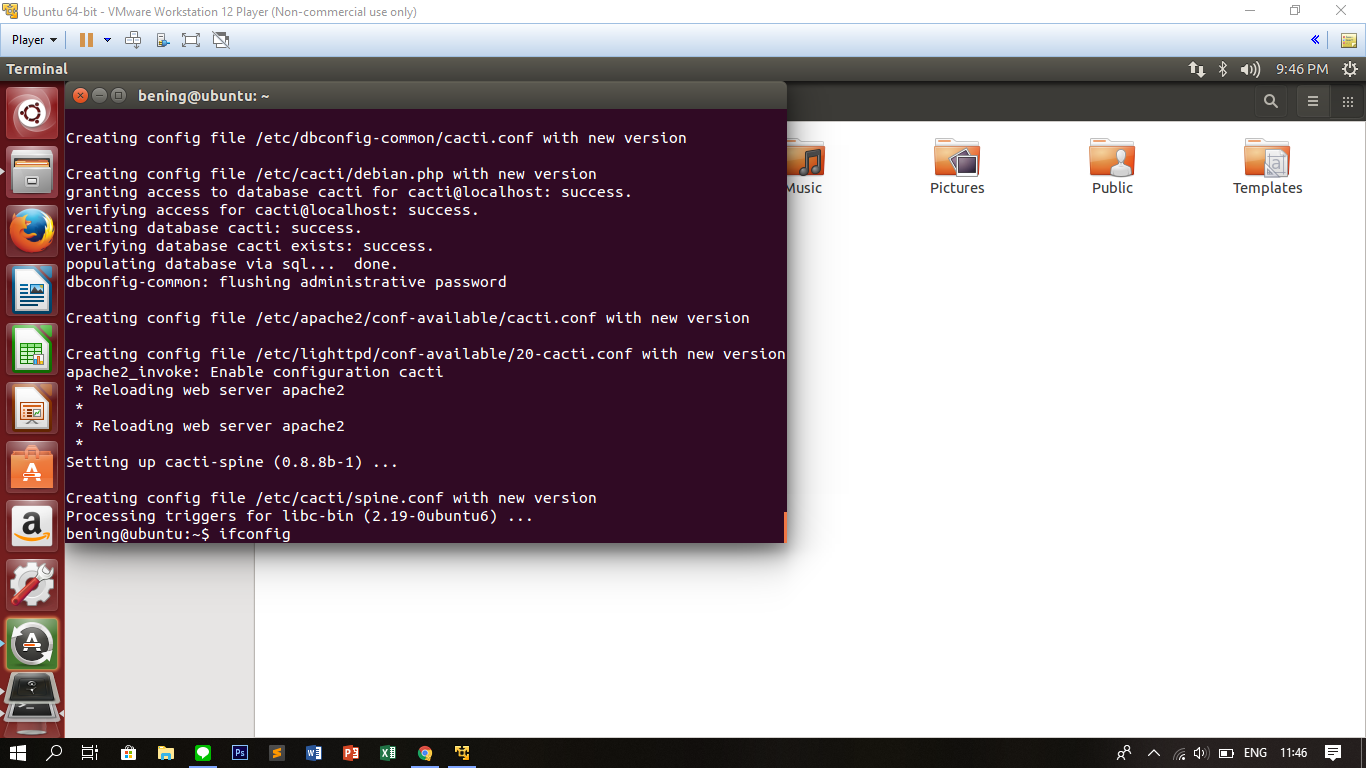 Ubuntu 64-bit - VMware Workstation 12 Player (Non-commercial use only)
Player
Terminal
9:46 PM
bening@ubuntu: ~
Creating config file /etc/dbconfig-common/cacti.conf with new version
Creating config file /etc/cacti/debian.php with new version
granting access to database cacti for cacti@localhost: success.
verifying access for cacti@localhost: success.
creating database cacti: success.
verifying database cacti exists: success.
populating database via sql...  done.
dbconfig-common: flushing administrative password
Creating config file /etc/apache2/conf-available/cacti.conf with new version
Creating config file /etc/lighttpd/conf-available/20-cacti.conf with new version
apache2_invoke: Enable configuration cacti
 * Reloading web server apache2
 *
 * Reloading web server apache2
 *
Setting up cacti-spine (0.8.8b-1) ...
Creating config file /etc/cacti/spine.conf with new version
Processing triggers for libc-bin (2.19-0ubuntu6) ...
bening@ubuntu:~$ ifconfig
Music
Pictures
Public
Templates
ENG
11:46